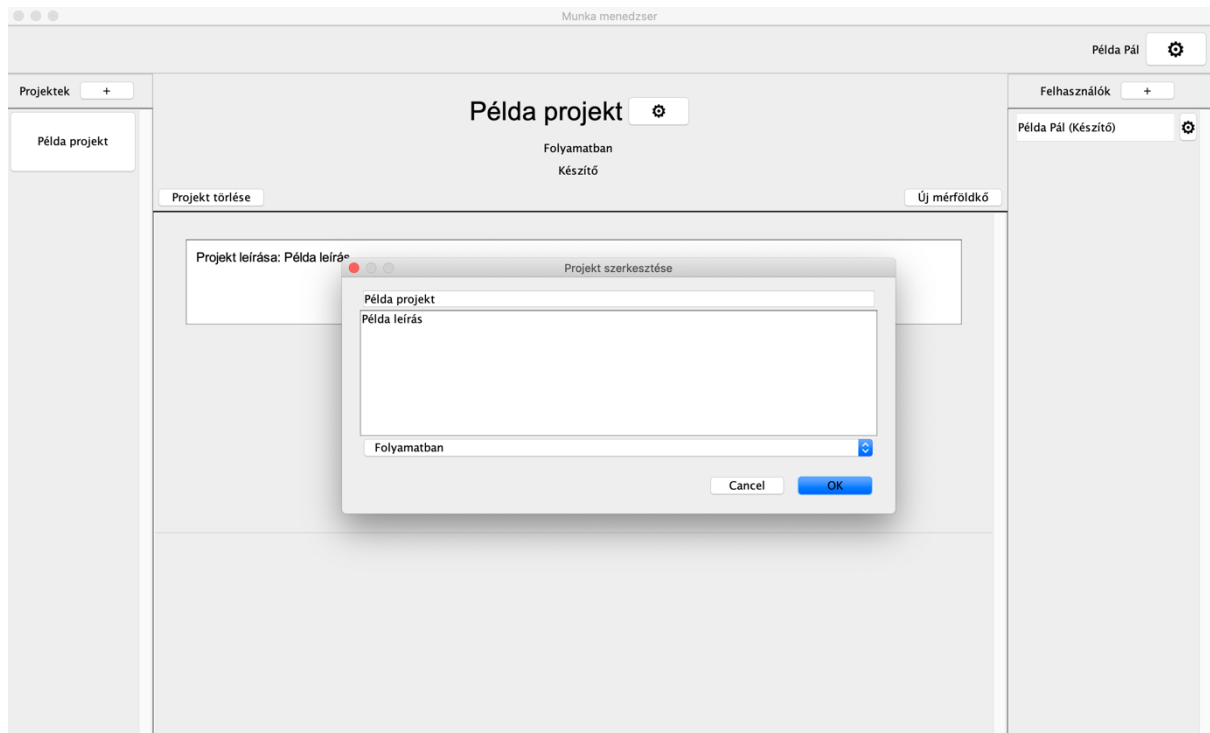 Munka menedzser
Példa Pál
Projektek +
Példa projekt
Példa projekt
Folyamatban
Készítő
Projekt törlése
Új mérföldkő
Projekt leírása: Példa leírás
Projekt szerkesztése
Példa projekt
Példa leírás
Folyamatban
Cancel
OK
Felhasználók +
Példa Pál (Készítő)